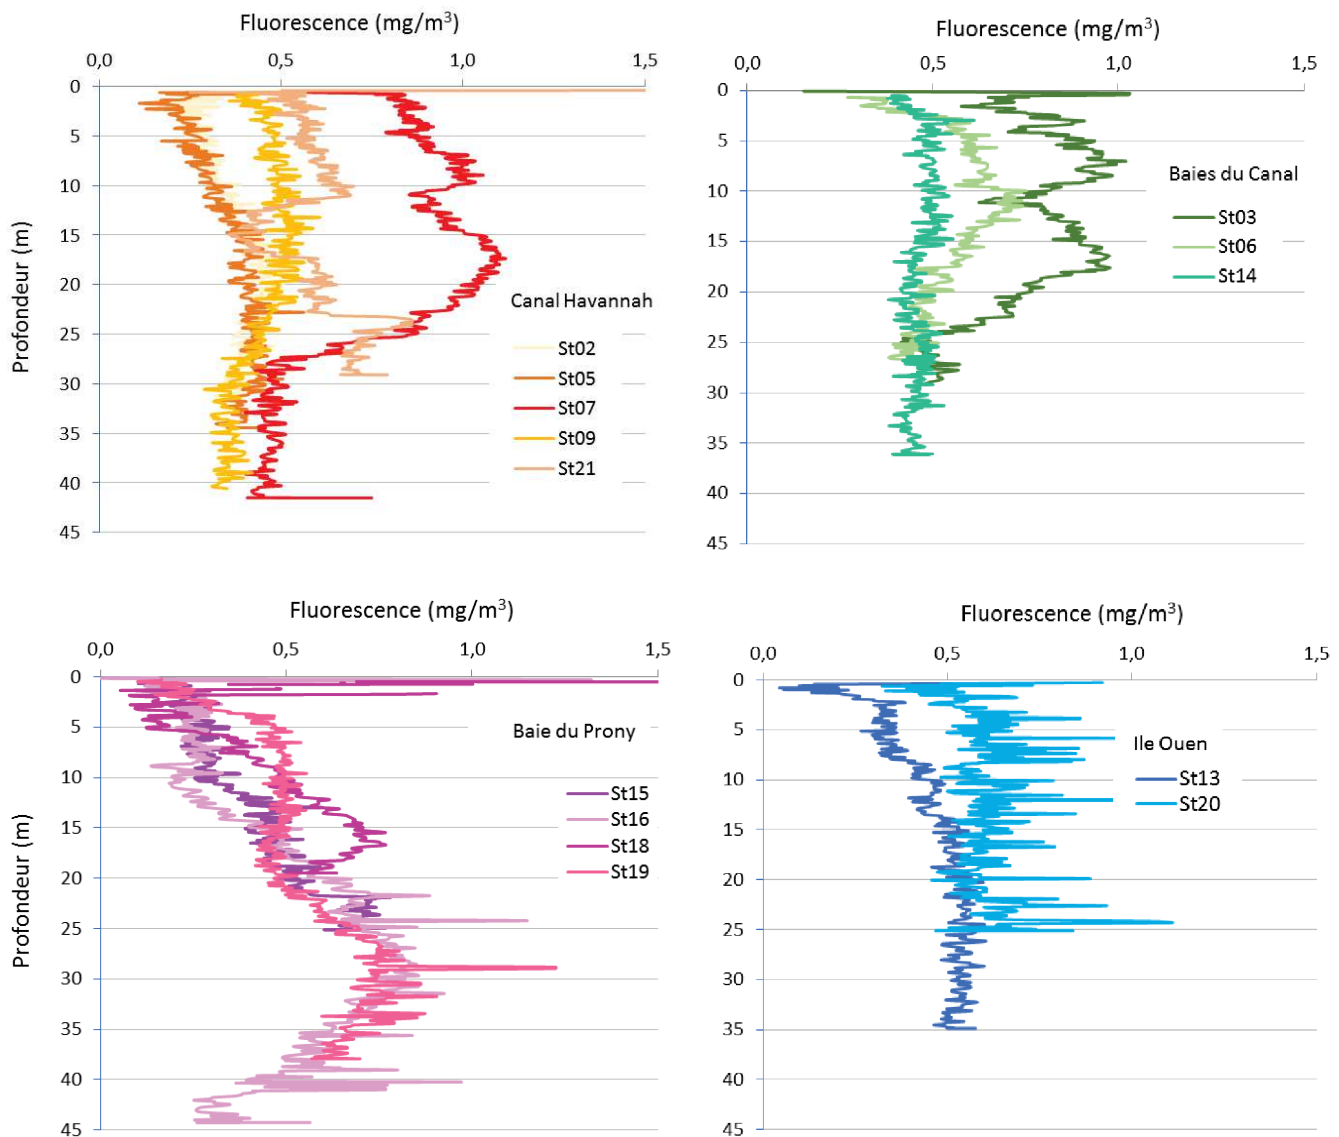 Fluorescence (mg/m³)
0,0 0,5 1,0 1,5
0
5
10
15
20
25
30
35
40
45
Profondeur (m)
Canal Havannah
St02
St05
St07
St09
St21
Fluorescence (mg/m³)
0,0 0,5 1,0 1,5
0
5
10
15
20
25
30
35
40
45
Baies du Canal
St03
St06
St14
Fluorescence (mg/m³)
0,0 0,5 1,0 1,5
0
5
10
15
20
25
30
35
40
45
Profondeur (m)
Baie du Prony
St15
St16
St18
St19
Fluorescence (mg/m³)
0,0 0,5 1,0 1,5
0
5
10
15
20
25
30
35
40
45
Ile Ouen
St13
St20